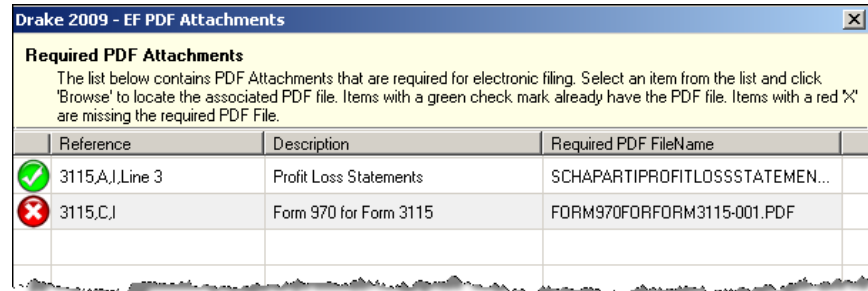 Drake 2009 - EF PDF Attachments
Required PDF Attachments
The list below contains PDF Attachments that are required for electronic filing. Select an item from the list and click
'Browse' to locate the associated PDF file. Items with a green check mark already have the PDF file. Items with a red 'X'
are missing the required PDF File.
Reference Description Required PDF FileName
3115,A,I,Line 3 Profit Loss Statements SCHAPARTIPROFITLOSSSTATEMEN...
3115,C,I Form 970 for Form 3115 FORM970FORFORM3115-001.PDF